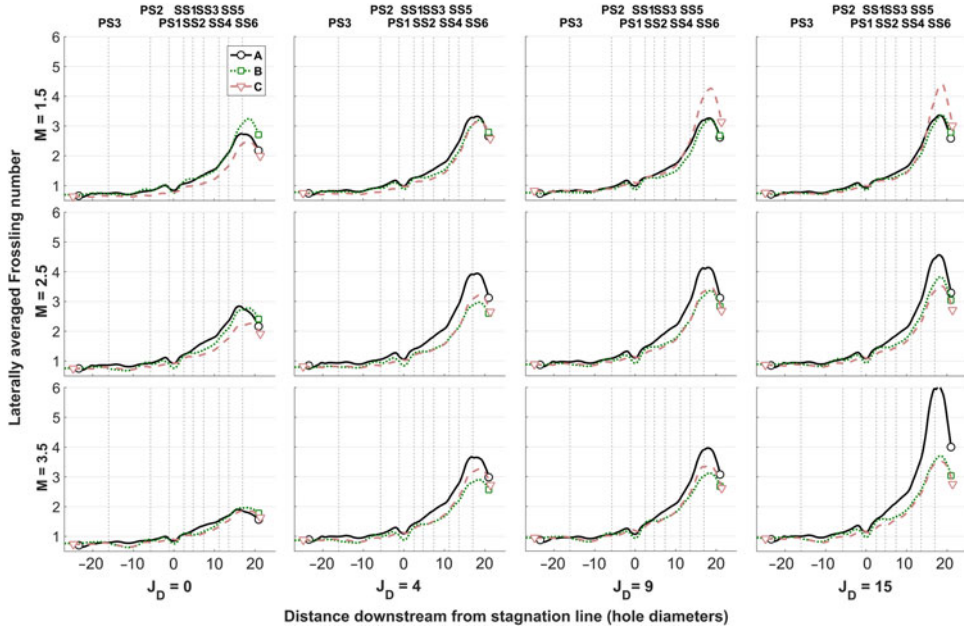 PS2 SS1SS3 SS5 PS2 SS1SS3 SS5 PS2 SS1SS3 SS5 PS2 SS1SS3 SS5
PS3 PS1 SS2 SS4 SS6 PS3 PS1 SS2 SS4 SS6 PS3 PS1 SS2 SS4 SS6 PS3 PS1 SS2 SS4 SS6
6
5
4
3
2
1
A
B
C
M = 1.5
6
5
4
3
2
1
M = 2.5
Laterally averaged Frossling number
6
5
4
3
2
1
M = 3.5
−20 −10 0 10 20 −20 −10 0 10 20 −20 −10 0 10 20 −20 −10 0 10 20
J_D = 0 J_D = 4 J_D = 9 J_D = 15
Distance downstream from stagnation line (hole diameters)